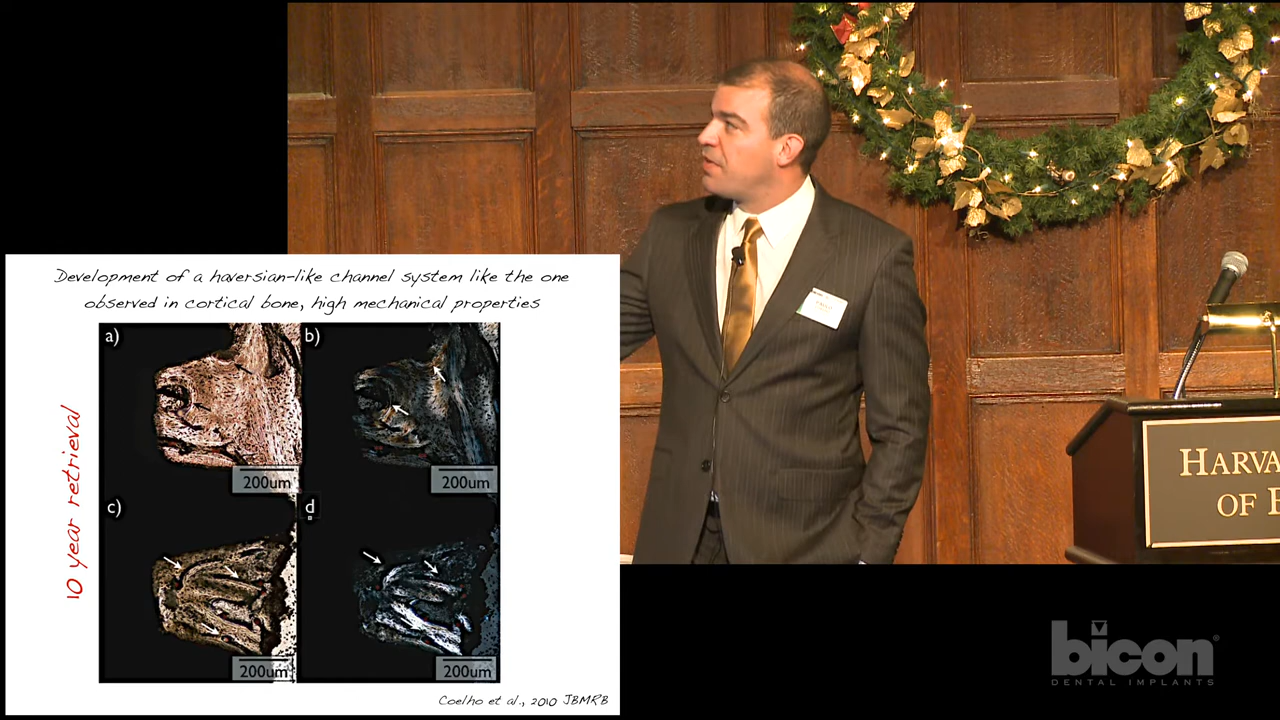 Development of a haversian-like channel system like the one
observed in cortical bone, high mechanical properties
a)
b)
200um
200um
c)
d
200um
200um
10 year retrieval
Coelho et al., 2010 JBMRB
HARVA
OF
bicon
DENTAL IMPLANTS